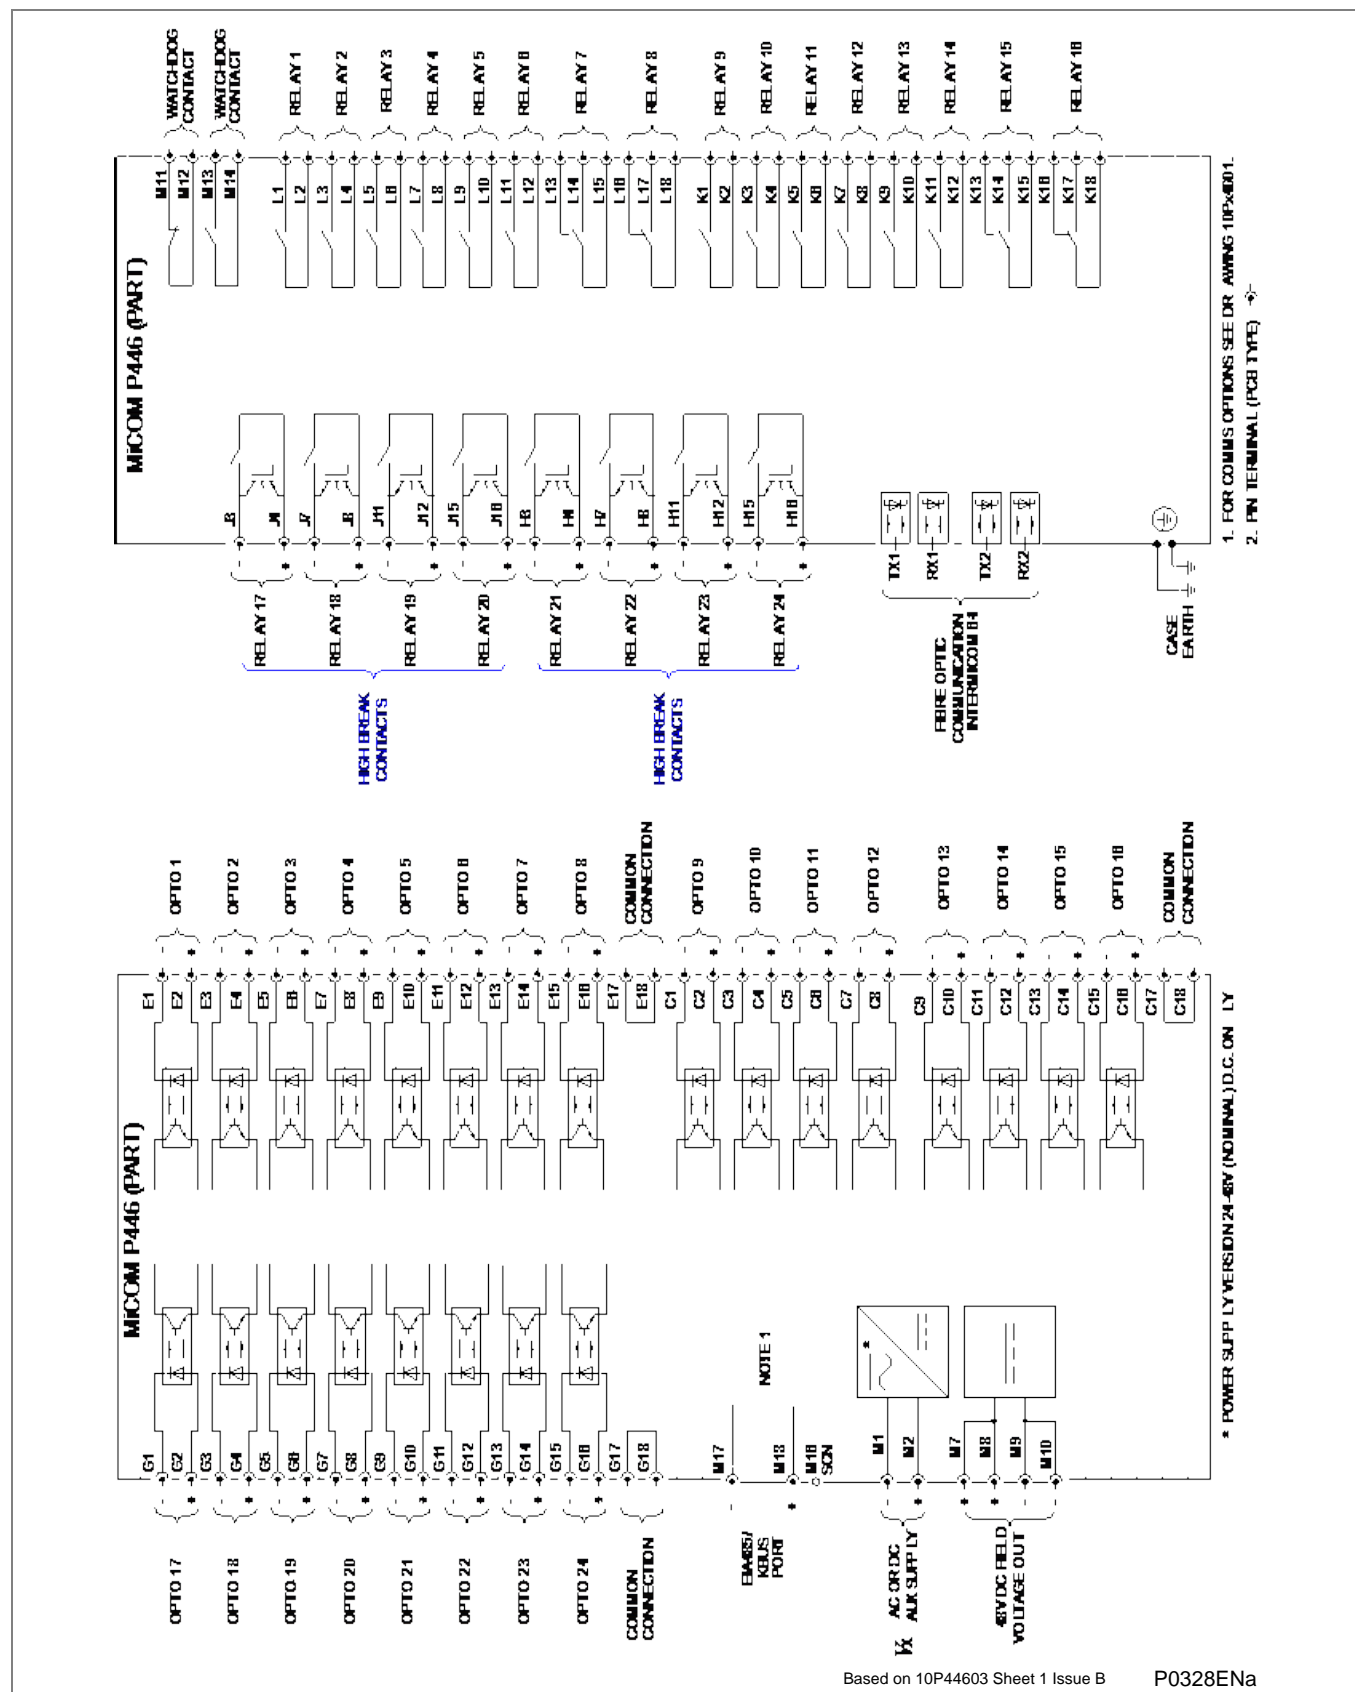 MiCOM P446 (PART)
WATCHDOG
CONTACT
WATCHDOG
CONTACT
RELAY 1
RELAY 2
RELAY 3
RELAY 4
RELAY 5
RELAY 6
RELAY 7
RELAY 8
RELAY 9
RELAY 10
RELAY 11
RELAY 12
RELAY 13
RELAY 14
RELAY 15
RELAY 16
M11
M12
M13
M14
L1
L2
L3
L4
L5
L6
L7
L8
L9
L10
L11
L12
L13
L14
L15
L16
L17
L18
K1
K2
K3
K4
K5
K6
K7
K8
K9
K10
K11
K12
K13
K14
K15
K16
K17
K18
J3
J4
J7
J8
J11
J12
J15
J16
H3
H4
H7
H8
H11
H12
H15
H16
TX1
RX1
TX2
RX2
RELAY 17
RELAY 18
RELAY 19
RELAY 20
RELAY 21
RELAY 22
RELAY 23
RELAY 24
HIGH BREAK
CONTACTS
HIGH BREAK
CONTACTS
FIBRE OPTIC
COMMUNICATION
INTERMICOM 64
CASE
EARTH
1. FOR COMMS OPTIONS SEE DR AWING 10Px4001.
2. PIN TERMINAL (PCB TYPE)
MiCOM P446 (PART)
OPTO 1
OPTO 2
OPTO 3
OPTO 4
OPTO 5
OPTO 6
OPTO 7
OPTO 8
COMMON
CONNECTION
OPTO 9
OPTO 10
OPTO 11
OPTO 12
OPTO 13
OPTO 14
OPTO 15
OPTO 16
COMMON
CONNECTION
E1
E2
E3
E4
E5
E6
E7
E8
E9
E10
E11
E12
E13
E14
E15
E16
E17
E18
C1
C2
C3
C4
C5
C6
C7
C8
C9
C10
C11
C12
C13
C14
C15
C16
C17
C18
NOTE 1
G1
G2
G3
G4
G5
G6
G7
G8
G9
G10
G11
G12
G13
G14
G15
G16
G17
G18
M17
M18
M16
SCN
M1
M2
M7
M8
M9
M10
OPTO 17
OPTO 18
OPTO 19
OPTO 20
OPTO 21
OPTO 22
OPTO 23
OPTO 24
COMMON
CONNECTION
EIA485/
KBUS
PORT
Vx
AC OR DC
AUX SUPPLY
48V DC FIELD
VOLTAGE OUT
* POWER SUPP LY VERSION 24-48V (NOMINAL) D.C. ON LY
Based on 10P44603 Sheet 1 Issue B
P0328ENa